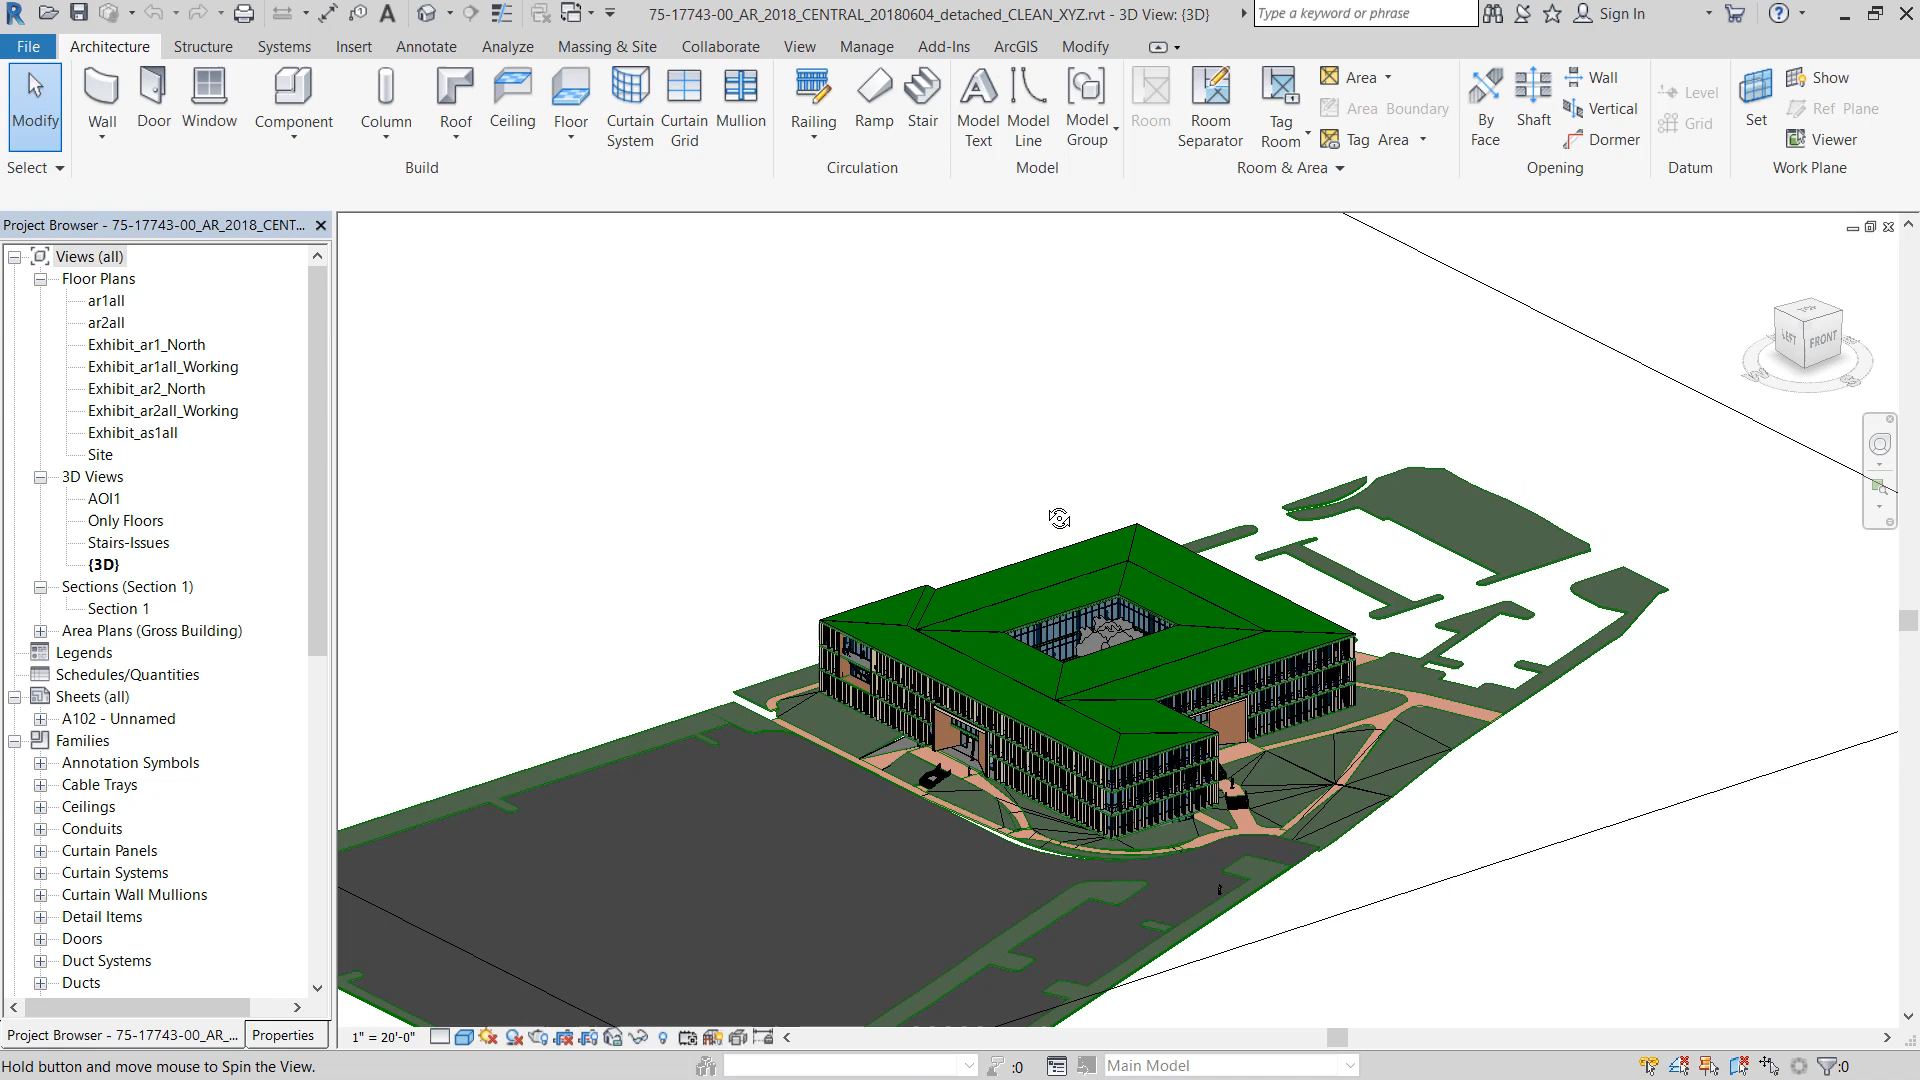 75-17743-00_AR_2018_CENTRAL_20180604_detached_CLEAN_XYZ.rvt - 3D View: {3D}
Type a keyword or phrase
Sign In
File Architecture Structure Systems Insert Annotate Analyze Massing & Site Collaborate View Manage Add-Ins ArcGIS Modify
Modify
Wall
Door
Window
Component
Column
Roof
Ceiling
Floor
Curtain System
Curtain Grid
Mullion
Railing
Ramp
Stair
Model Text
Model Line
Model Group
Room
Room Separator
Tag Room
Area
Area Boundary
Tag Area
By Face
Shaft
Wall
Vertical
Dormer
Level
Grid
Set
Show
Ref Plane
Viewer
Select
Build
Circulation
Model
Room & Area
Opening
Datum
Work Plane
Project Browser - 75-17743-00_AR_2018_CENT...
Views (all)
Floor Plans
ar1all
ar2all
Exhibit_ar1_North
Exhibit_ar1all_Working
Exhibit_ar2_North
Exhibit_ar2all_Working
Exhibit_as1all
Site
3D Views
AOI1
Only Floors
Stairs-Issues
{3D}
Sections (Section 1)
Section 1
Area Plans (Gross Building)
Legends
Schedules/Quantities
Sheets (all)
A102 - Unnamed
Families
Annotation Symbols
Cable Trays
Ceilings
Conduits
Curtain Panels
Curtain Systems
Curtain Wall Mullions
Detail Items
Doors
Duct Systems
Ducts
TOP
LEFT
FRONT
W
S
Project Browser - 75-17743-00_AR_...
Properties
1" = 20'-0"
Hold button and move mouse to Spin the View.
:0
Main Model
:0